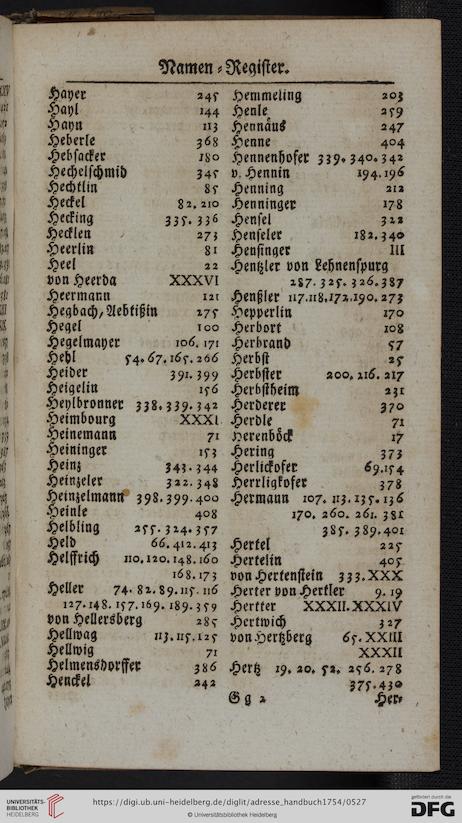 Namen-Register.
Hayer 245
Hayl 144
Hayn 113
Heberle 368
Hebsacker 180
Hechelschmid 345
Hechtlin 85
Heckel 82. 210
Hecking 335. 336
Hecklen 273
Heerlin 81
Heel 22
von Heerda XXXVI
Heermann 121
Hegbach, Aebtißin 275
Hegel 100
Hegelmayer 106. 171
Hehl 54. 67. 165. 266
Heider 391. 399
Heigelin 156
Heylbronner 338. 339. 342
Heimbourg XXXI
Heinemann 71
Heininger 153
Heinz 343. 344
Heinzeler 322. 348
Heinzelmann 398. 399. 400
Heinle 408
Helbling 255. 324. 357
Held 66. 412. 413
Helffrich 110. 120. 148. 160
168. 173
Heller 74. 82. 89. 115. 116
127. 148. 157. 169. 189. 359
von Hellersberg 285
Hellwag 113. 115. 125
Hellwig 71
Helmensdorffer 386
Henckel 242
Hemmeling 203
Henle 259
Hennäus 247
Henne 404
Hennenhofer 339. 340. 342
v. Hennin 194. 196
Henning 212
Henninger 178
Hensel 322
Henseler 182. 340
Hensinger III
Hentzler von Lehnenspurg
287. 325. 326. 387
Henßler 117. 118. 172. 190. 273
Hepperlin 170
Herbort 108
Herbrand 57
Herbst 25
Herbster 200. 216. 217
Herbstheim 231
Herderer 370
Herdle 71
Herenböck 17
Hering 373
Herlickofer 69. 154
Herrligkofer 378
Hermann 107. 113. 135. 136
170. 260. 261. 381
385. 389. 401
Hertel 225
Hertelin 405
von Hertenstein 333. XXX
Herter von Hertler 9. 19
Hertter XXXII. XXXIV
Hertwich 327
von Hertzberg 65. XXIII
XXXII
Hertz 19. 20. 52. 256. 278
375. 430
Gg 2 Her-
UNIVERSITÄTS-
BIBLIOTHEK
HEIDELBERG
https://digi.ub.uni-heidelberg.de/diglit/adresse_handbuch1754/0527
© Universitätsbibliothek Heidelberg
gefördert durch die
DFG